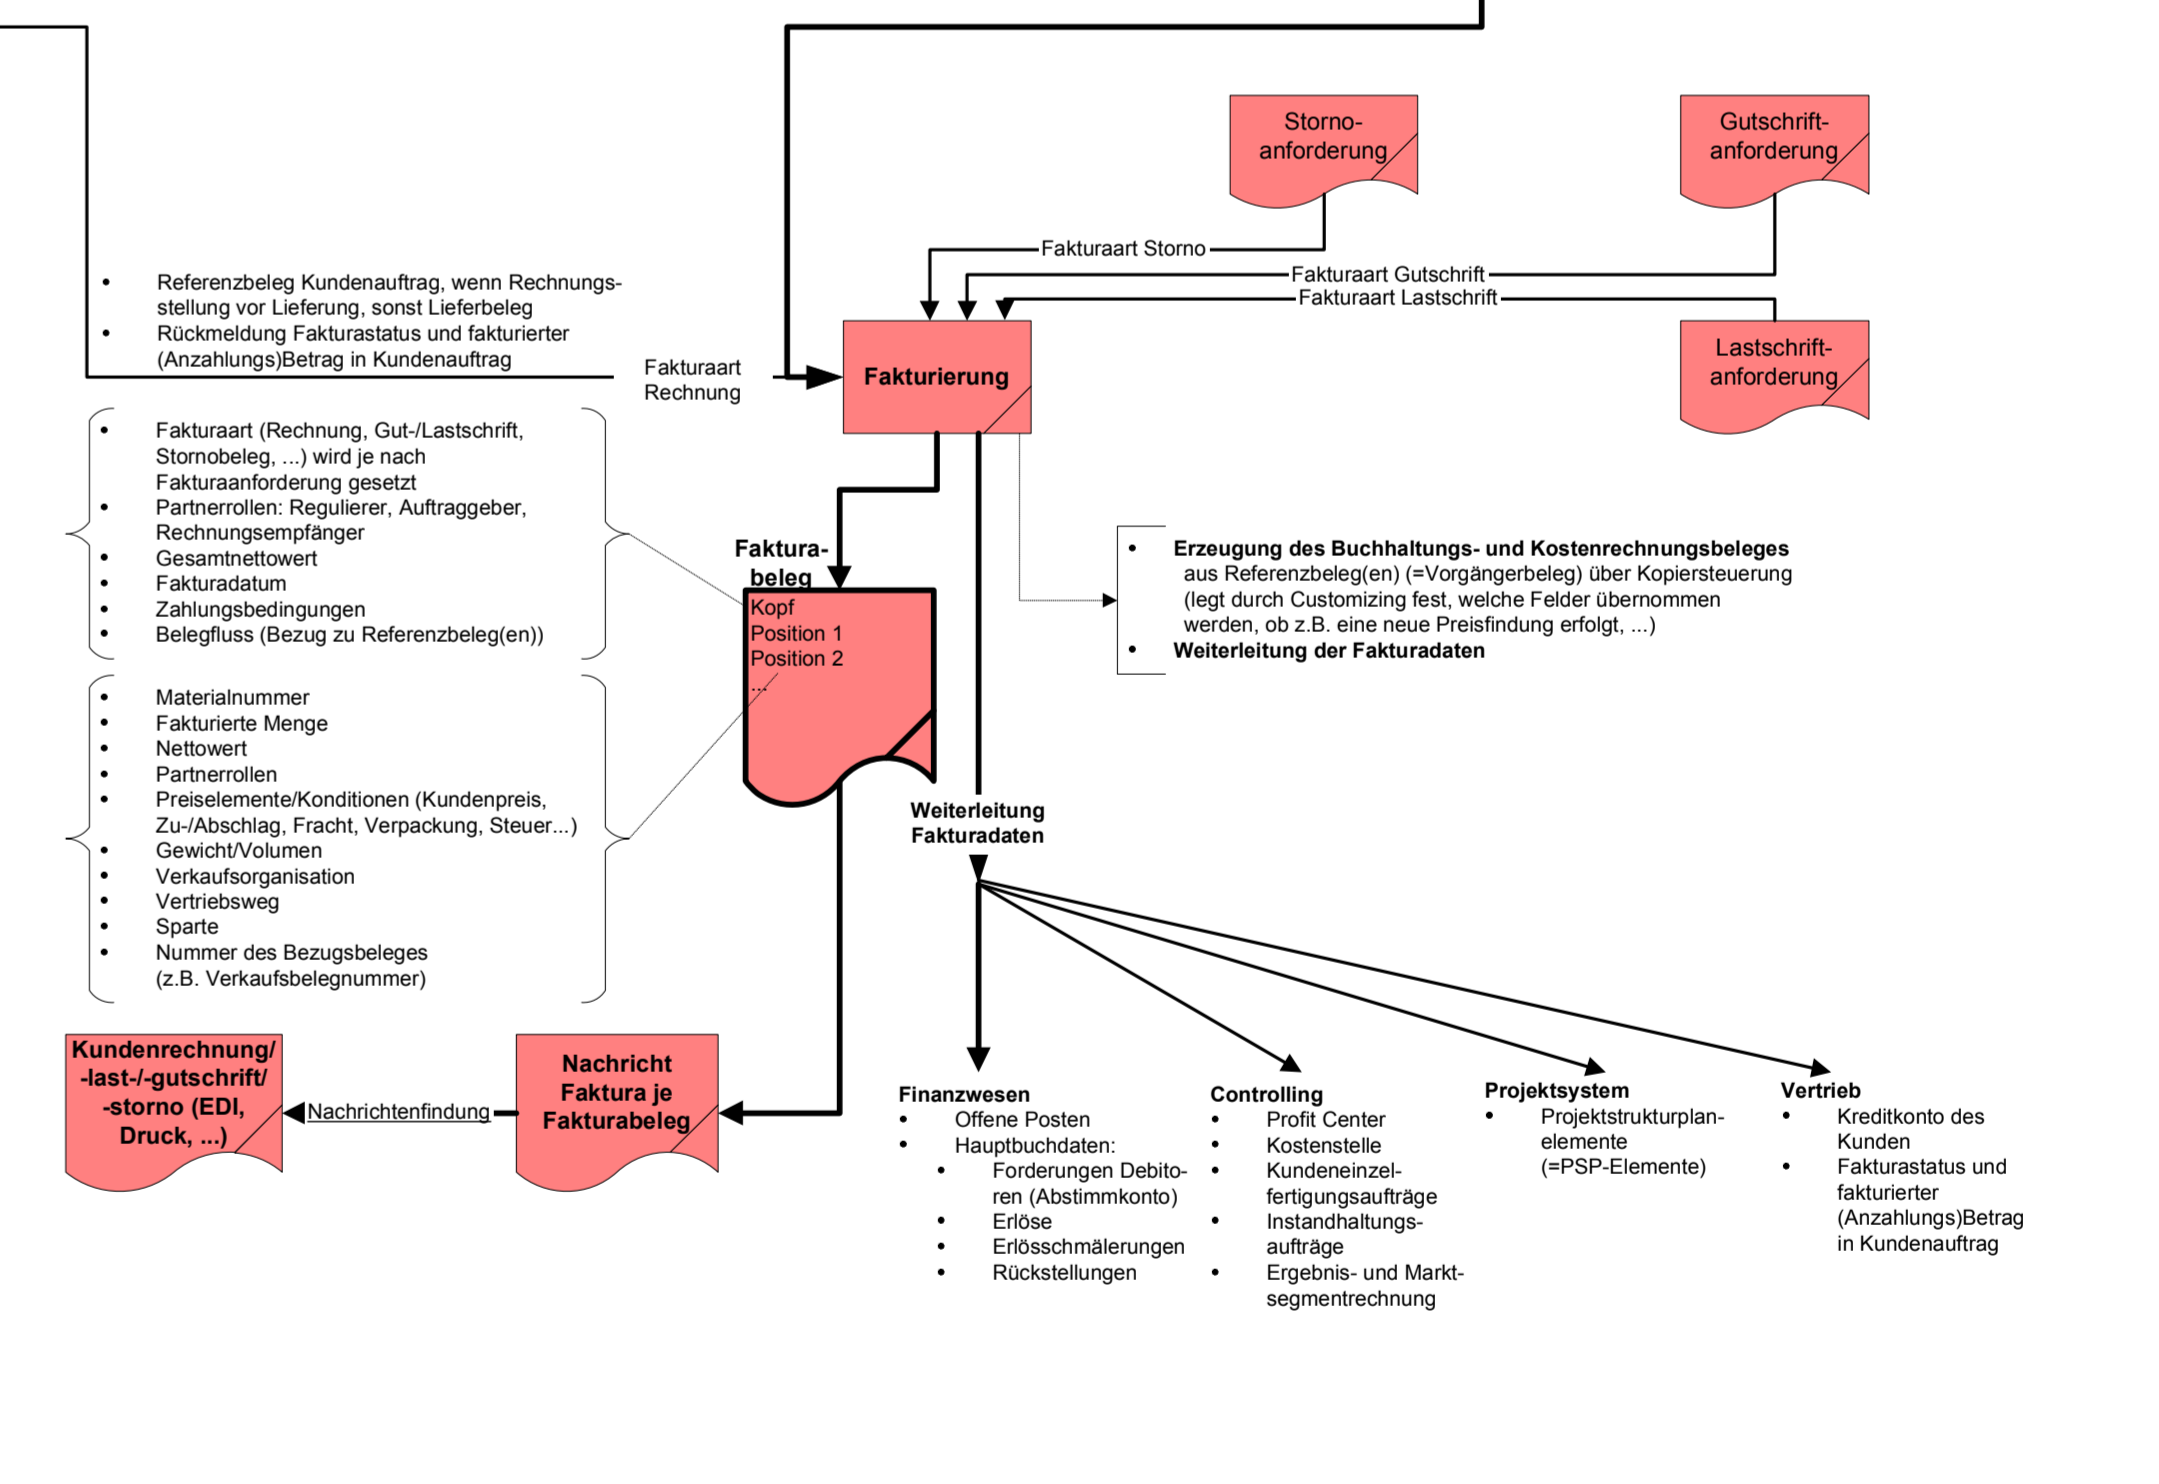 Storno-
anforderung
Gutschrift-
anforderung
Fakturaart Storno
Fakturaart Gutschrift
Fakturaart Lastschrift
• Referenzbeleg Kundenauftrag, wenn Rechnungs-
stellung vor Lieferung, sonst Lieferbeleg
• Rückmeldung Fakturastatus und fakturierter
(Anzahlungs)Betrag in Kundenauftrag
Fakturaart
Rechnung
Fakturierung
Lastschrift-
anforderung
• Fakturaart (Rechnung, Gut-/Lastschrift,
Stornobeleg, ...) wird je nach
Fakturaanforderung gesetzt
• Partnerrollen: Regulierer, Auftraggeber,
Rechnungsempfänger
• Gesamtnettowert
• Fakturadatum
• Zahlungsbedingungen
• Belegfluss (Bezug zu Referenzbeleg(en))
Faktura-
beleg
Kopf
Position 1
Position 2
...
• Erzeugung des Buchhaltungs- und Kostenrechnungsbeleges
aus Referenzbeleg(en) (=Vorgängerbeleg) über Kopiersteuerung
(legt durch Customizing fest, welche Felder übernommen
werden, ob z.B. eine neue Preisfindung erfolgt, ...)
• Weiterleitung der Fakturadaten
• Materialnummer
• Fakturierte Menge
• Nettowert
• Partnerrollen
• Preiselemente/Konditionen (Kundenpreis,
Zu-/Abschlag, Fracht, Verpackung, Steuer...)
• Gewicht/Volumen
• Verkaufsorganisation
• Vertriebsweg
• Sparte
• Nummer des Bezugsbeleges
(z.B. Verkaufsbelegnummer)
Weiterleitung
Fakturadaten
Kundenrechnung/
-last-/-gutschrift/
-storno (EDI,
Druck, ...)
Nachrichtenfindung
Nachricht
Faktura je
Fakturabeleg
Finanzwesen
• Offene Posten
• Hauptbuchdaten:
• Forderungen Debito-
ren (Abstimmkonto)
• Erlöse
• Erlösschmälerungen
• Rückstellungen
Controlling
• Profit Center
• Kostenstelle
• Kundeneinzel-
fertigungsaufträge
• Instandhaltungs-
aufträge
• Ergebnis- und Markt-
segmentrechnung
Projektsystem
• Projektstrukturplan-
elemente
(=PSP-Elemente)
Vertrieb
• Kreditkonto des
Kunden
• Fakturastatus und
fakturierter
(Anzahlungs)Betrag
in Kundenauftrag